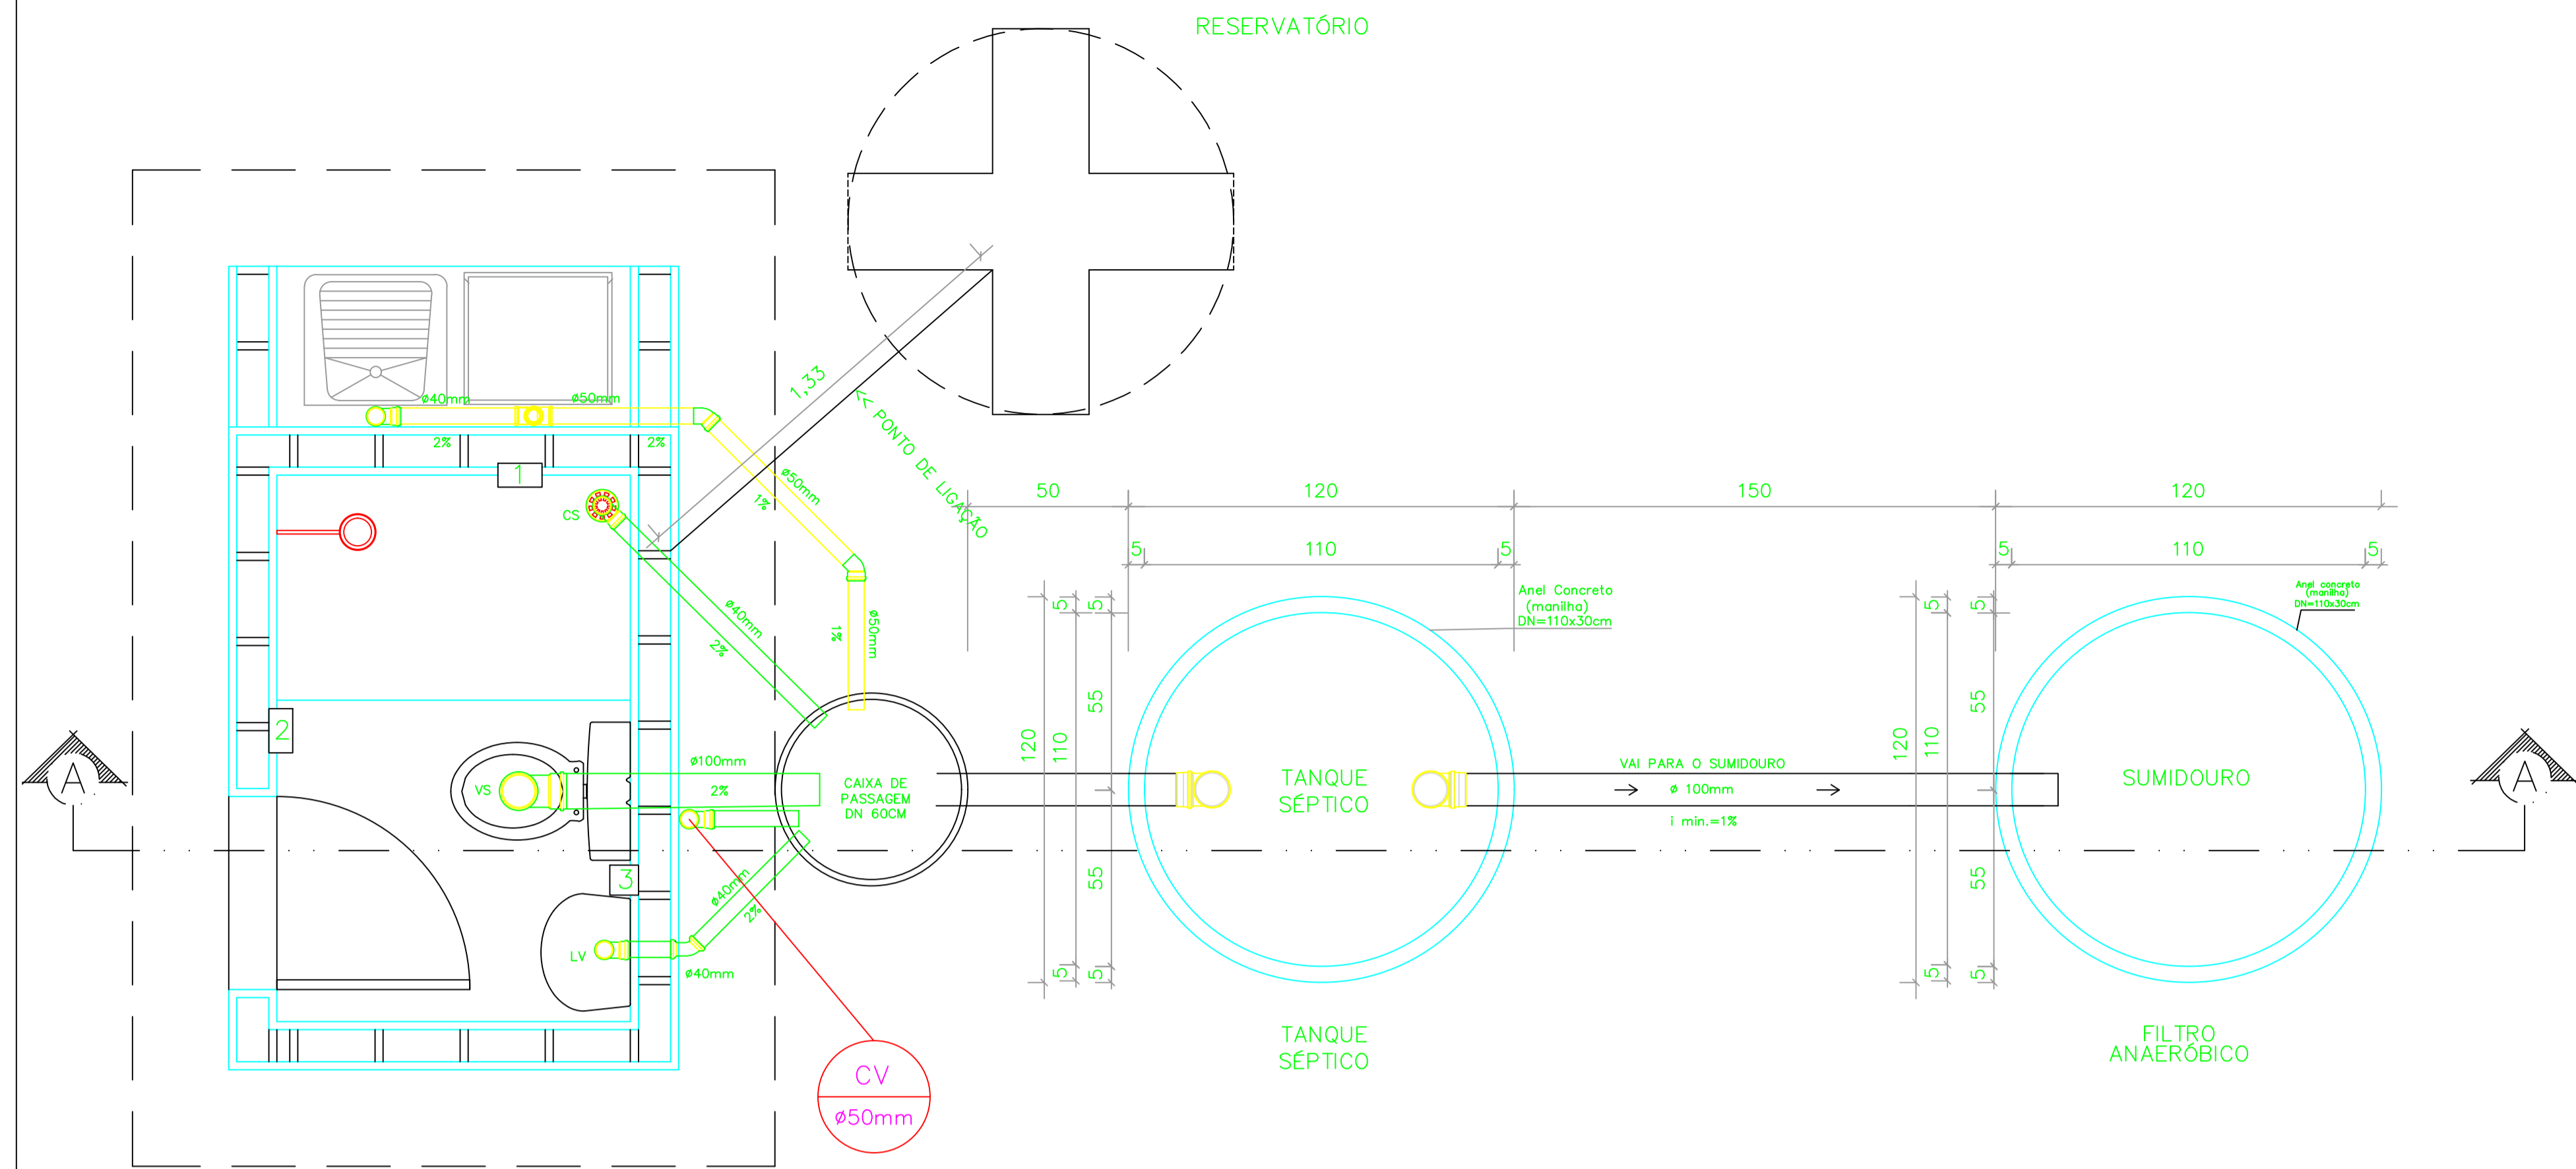 RESERVATÓRIO
1,33
<< PONTO DE LIGAÇÃO
ø40mm
ø50mm
2%
2%
1
ø50mm
1%
CS
ø40mm
2%
ø50mm
1%
2
VS
ø100mm
2%
CAIXA DE
PASSAGEM
DN 60CM
3
ø40mm
2%
LV
ø40mm
CV
ø50mm
50
120
150
120
5
110
5
5
110
5
Anel Concreto
(manilha)
DN=110x30cm
Anel concreto
(manilha)
DN=110x30cm
5
5
55
120
110
55
5
5
TANQUE
SÉPTICO
VAI PARA O SUMIDOURO
ø 100mm
i min.=1%
5
5
55
120
110
55
5
5
SUMIDOURO
A
A
TANQUE
SÉPTICO
FILTRO
ANAERÓBICO